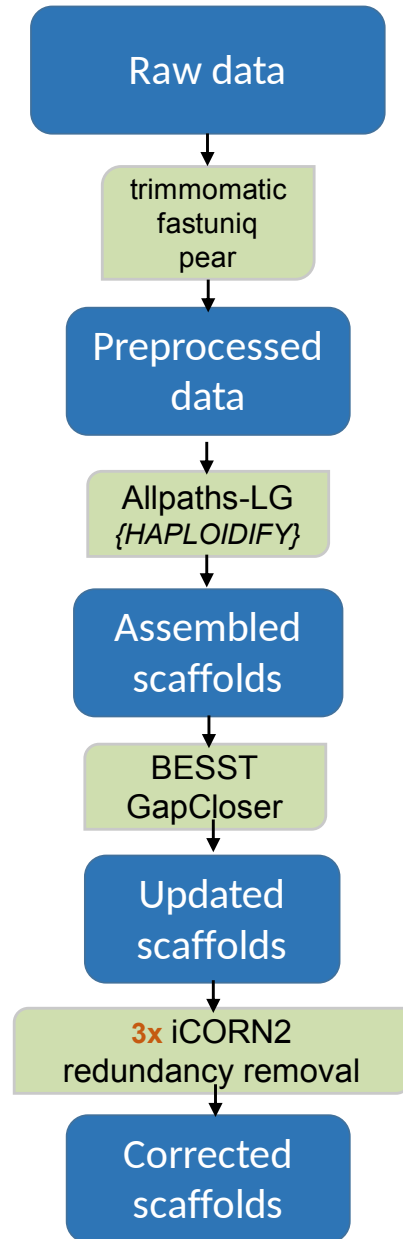 Raw data
trimmomatic
fastuniq
pear
Preprocessed
data
Allpaths-LG
{HAPLOIDIFY}
Assembled
scaffolds
BESST
GapCloser
Updated
scaffolds
3x iCORN2
redundancy removal
Corrected
scaffolds